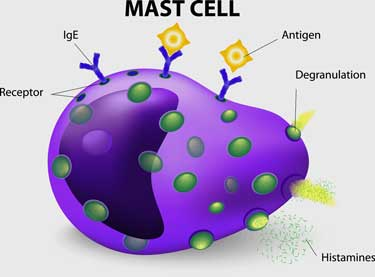 MAST CELL
IgE
Antigen
Degranulation
Receptor
Histamines